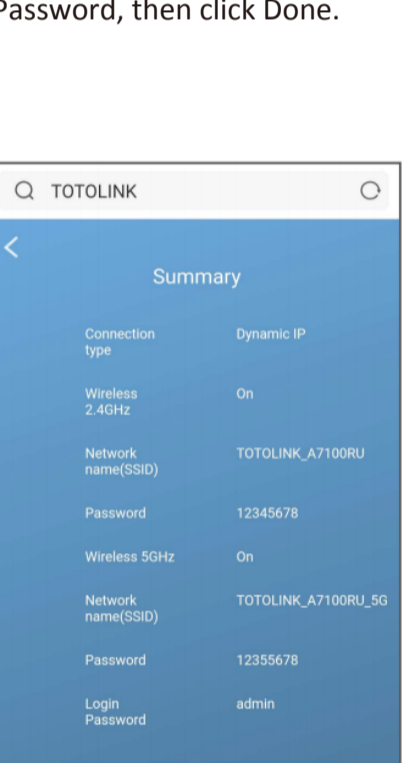 Password, then click Done.
TOTOLINK
Summary
Connection type Dynamic IP
Wireless 2.4GHz On
Network name(SSID) TOTOLINK_A7100RU
Password 12345678
Wireless 5GHz On
Network name(SSID) TOTOLINK_A7100RU_5G
Password 12355678
Login Password admin